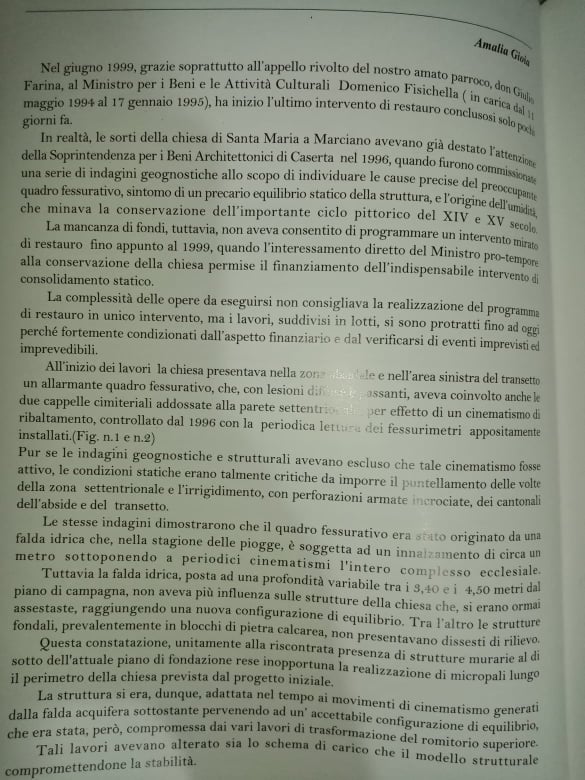 Amalia Gioia
Nel giugno 1999, grazie soprattutto all'appello rivolto del nostro amato parroco, don Giulio
Farina, al Ministro per i Beni e le Attività Culturali Domenico Fisichella ( in carica dal 11
maggio 1994 al 17 gennaio 1995), ha inizio l'ultimo intervento di restauro conclusosi solo pochi
giorni fa.
In realtà, le sorti della chiesa di Santa Maria a Marciano avevano già destato l'attenzione
della Soprintendenza per i Beni Architettonici di Caserta nel 1996, quando furono commissionate
una serie di indagini geognostiche allo scopo di individuare le cause precise del preoccupante
quadro fessurativo, sintomo di un precario equilibrio statico della struttura, e l'origine dell'umidità,
che minava la conservazione dell'importante ciclo pittorico del XIV e XV secolo.
La mancanza di fondi, tuttavia, non aveva consentito di programmare un intervento mirato
di restauro fino appunto al 1999, quando l'interessamento diretto del Ministro pro-tempore
alla conservazione della chiesa permise il finanziamento dell'indispensabile intervento di
consolidamento statico.
La complessità delle opere da eseguirsi non consigliava la realizzazione del programma
di restauro in unico intervento, ma i lavori, suddivisi in lotti, si sono protratti fino ad oggi
perché fortemente condizionati dall'aspetto finanziario e dal verificarsi di eventi imprevisti ed
imprevedibili.
All'inizio dei lavori la chiesa presentava nella zona e nell'area sinistra del transetto
un allarmante quadro fessurativo, che, con lesioni passanti, aveva coinvolto anche le
due cappelle cimiteriali addossate alla parete per effetto di un cinematismo di
ribaltamento, controllato dal 1996 con la periodica lettura dei fessurimetri appositamente
installati.(Fig. n.1 e n.2)
Pur se le indagini geognostiche e strutturali avevano escluso che tale cinematismo fosse
attivo, le condizioni statiche erano talmente critiche da imporre il puntellamento delle volte
della zona settentrionale e l'irrigidimento, con perforazioni armate incrociate, dei cantonali
dell'abside e del transetto.
Le stesse indagini dimostrarono che il quadro fessurativo era stato originato da una
falda idrica che, nella stagione delle piogge, è soggetta ad un innalzamento di circa un
metro sottoponendo a periodici cinematismi l'intero complesso ecclesiale.
Tuttavia la falda idrica, posta ad una profondità variabile tra i 3,40 e i 4,50 metri dal
piano di campagna, non aveva più influenza sulle strutture della chiesa che, si erano ormai
assestaste, raggiungendo una nuova configurazione di equilibrio. Tra l'altro le strutture
fondali, prevalentemente in blocchi di pietra calcarea, non presentavano dissesti di rilievo.
Questa constatazione, unitamente alla riscontrata presenza di strutture murarie al di
sotto dell'attuale piano di fondazione rese inopportuna la realizzazione di micropali lungo
il perimetro della chiesa prevista dal progetto iniziale.
La struttura si era, dunque, adattata nel tempo ai movimenti di cinematismo generati
dalla falda acquifera sottostante pervenendo ad un' accettabile configurazione di equilibrio,
che era stata, però, compromessa dai vari lavori di trasformazione del romitorio superiore.
Tali lavori avevano alterato sia lo schema di carico che il modello strutturale
compromettendone la stabilità.